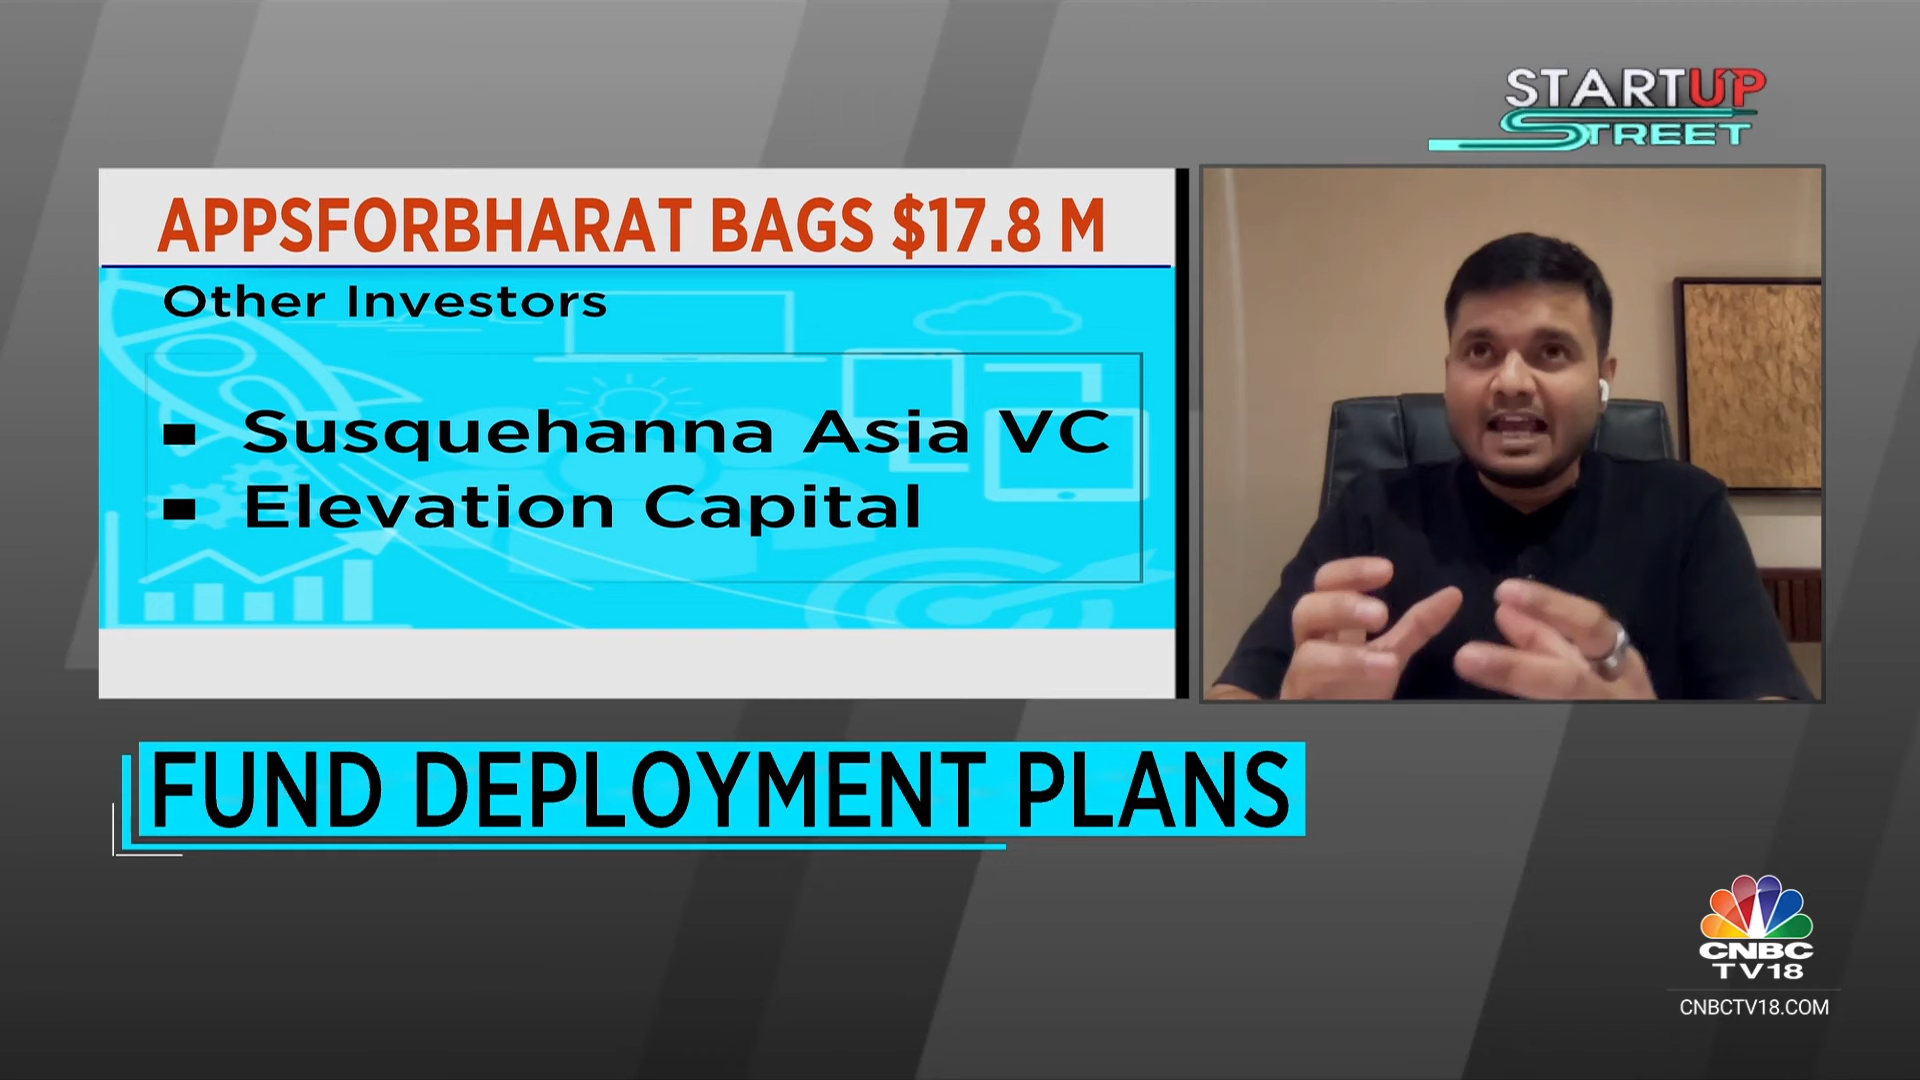 STARTUP
STREET
APPSFORBHARAT BAGS $17.8 M
Other Investors
Susquehanna Asia VC
Elevation Capital
FUND DEPLOYMENT PLANS
CNBC
TV18
CNBCTV18.COM